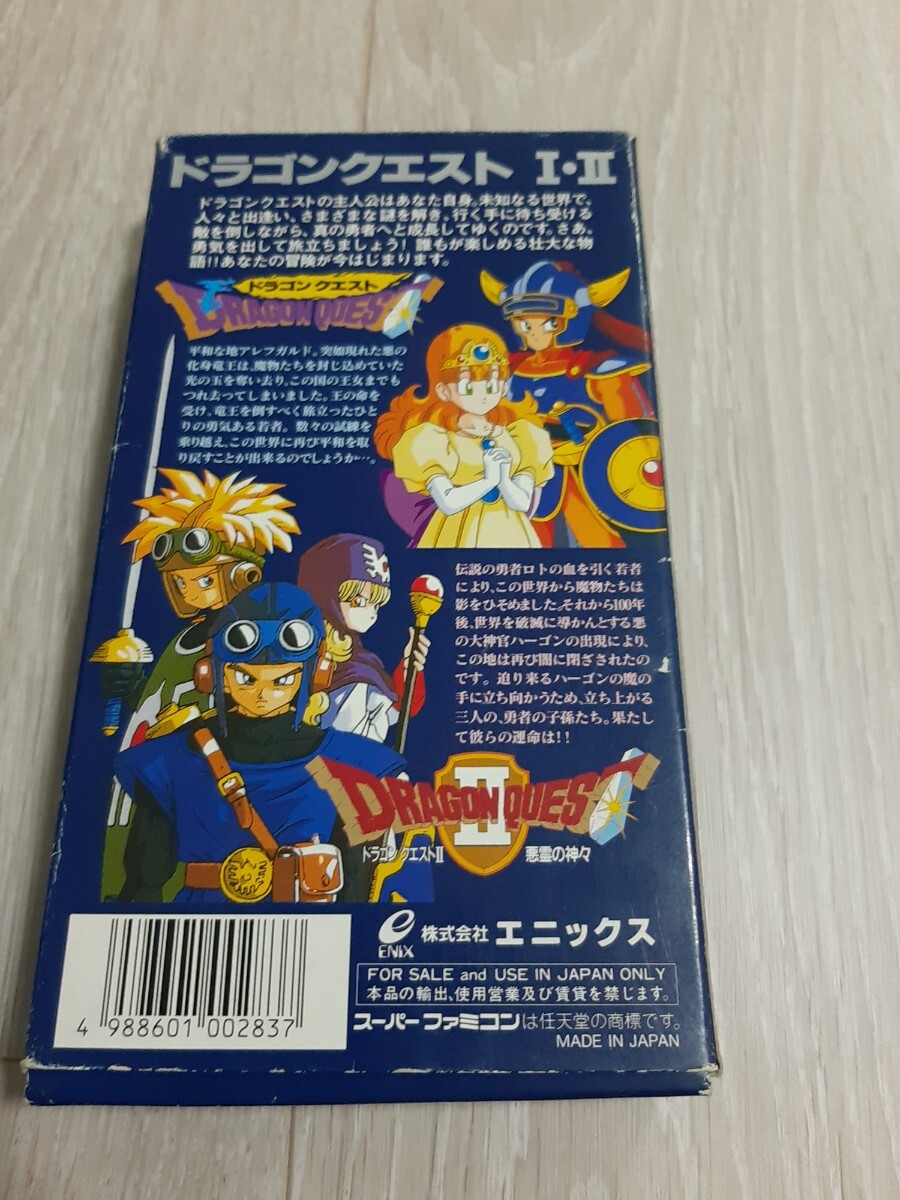 ドラゴンクエスト I・II
ドラゴンクエストの主人公はあなた自身。未知なる世界で、
人々と出逢い、さまざまな謎を解き、行く手に待ち受ける
敵を倒しながら、真の勇者へと成長してゆくのです。さあ、
勇気を出して旅立ちましょう！誰もが楽しめる壮大な物
語!!あなたの冒険が今はじまります。
ドラゴン クエスト
DRAGON QUEST
平和な地アレフガルド。突如現れた悪の
化身竜王は、魔物たちを封じ込めていた
光の玉を奪い去り、この国の王女までも
つれ去ってしまいました。王の命を
受け、竜王を倒すべく旅立ったひと
りの勇気ある若者。数々の試練を
乗り越え、この世界に再び平和を取
り戻すことが出来るのでしょうか…。
伝説の勇者ロトの血を引く若者
により、この世界から魔物たちは
影をひそめました。それから100年
後、世界を破滅に導かんとする悪
の大神官ハーゴンの出現により、
この地は再び闇に閉ざされたの
です。迫り来るハーゴンの魔の
手に立ち向かうため、立ち上がる
三人の、勇者の子孫たち。果たし
て彼らの運命は!!
DRAGON QUEST
II
ドラゴン クエストII 悪霊の神々
ENIX 株式会社 エニックス
FOR SALE and USE IN JAPAN ONLY
本品の輸出、使用営業及び賃貸を禁じます。
スーパーファミコンは任天堂の商標です。
MADE IN JAPAN
4 988601 002837